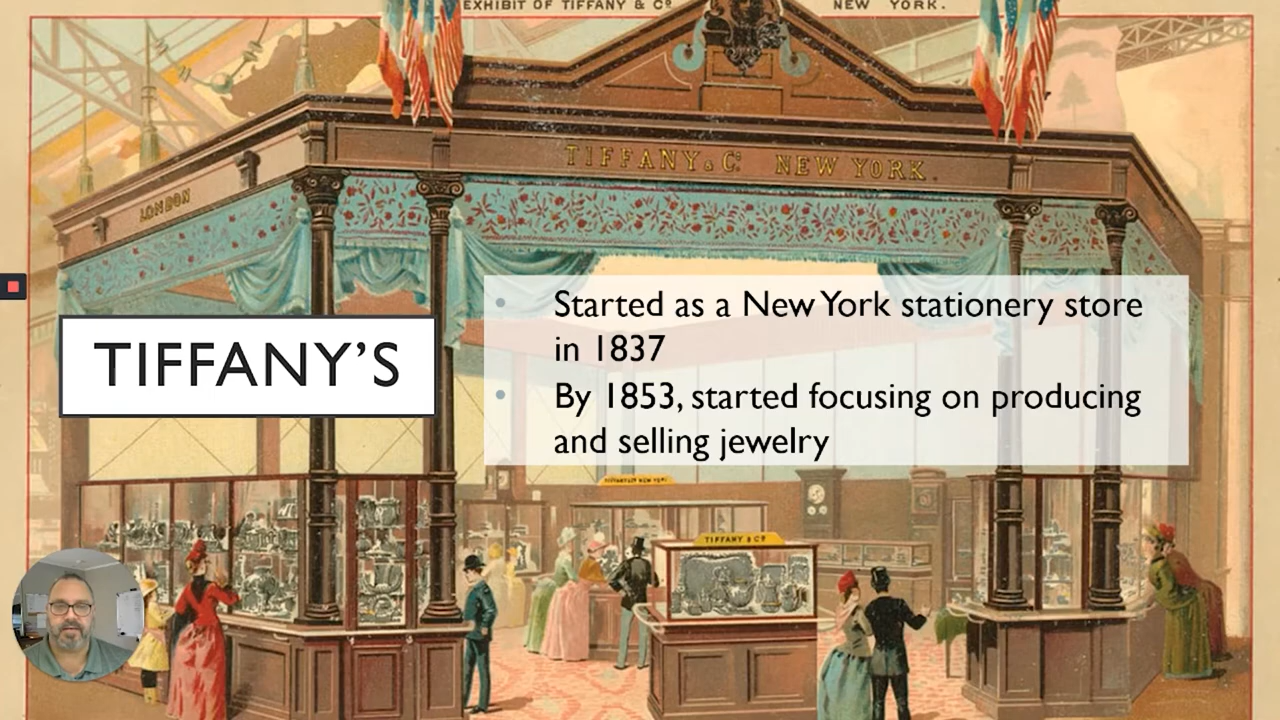 EXHIBIT OF TIFFANY & Cº NEW YORK.
TIFFANY & Cº NEW YORK.
LONDON
Started as a New York stationery store
in 1837
TIFFANY'S
By 1853, started focusing on producing
and selling jewelry
TIFFANY & Cº